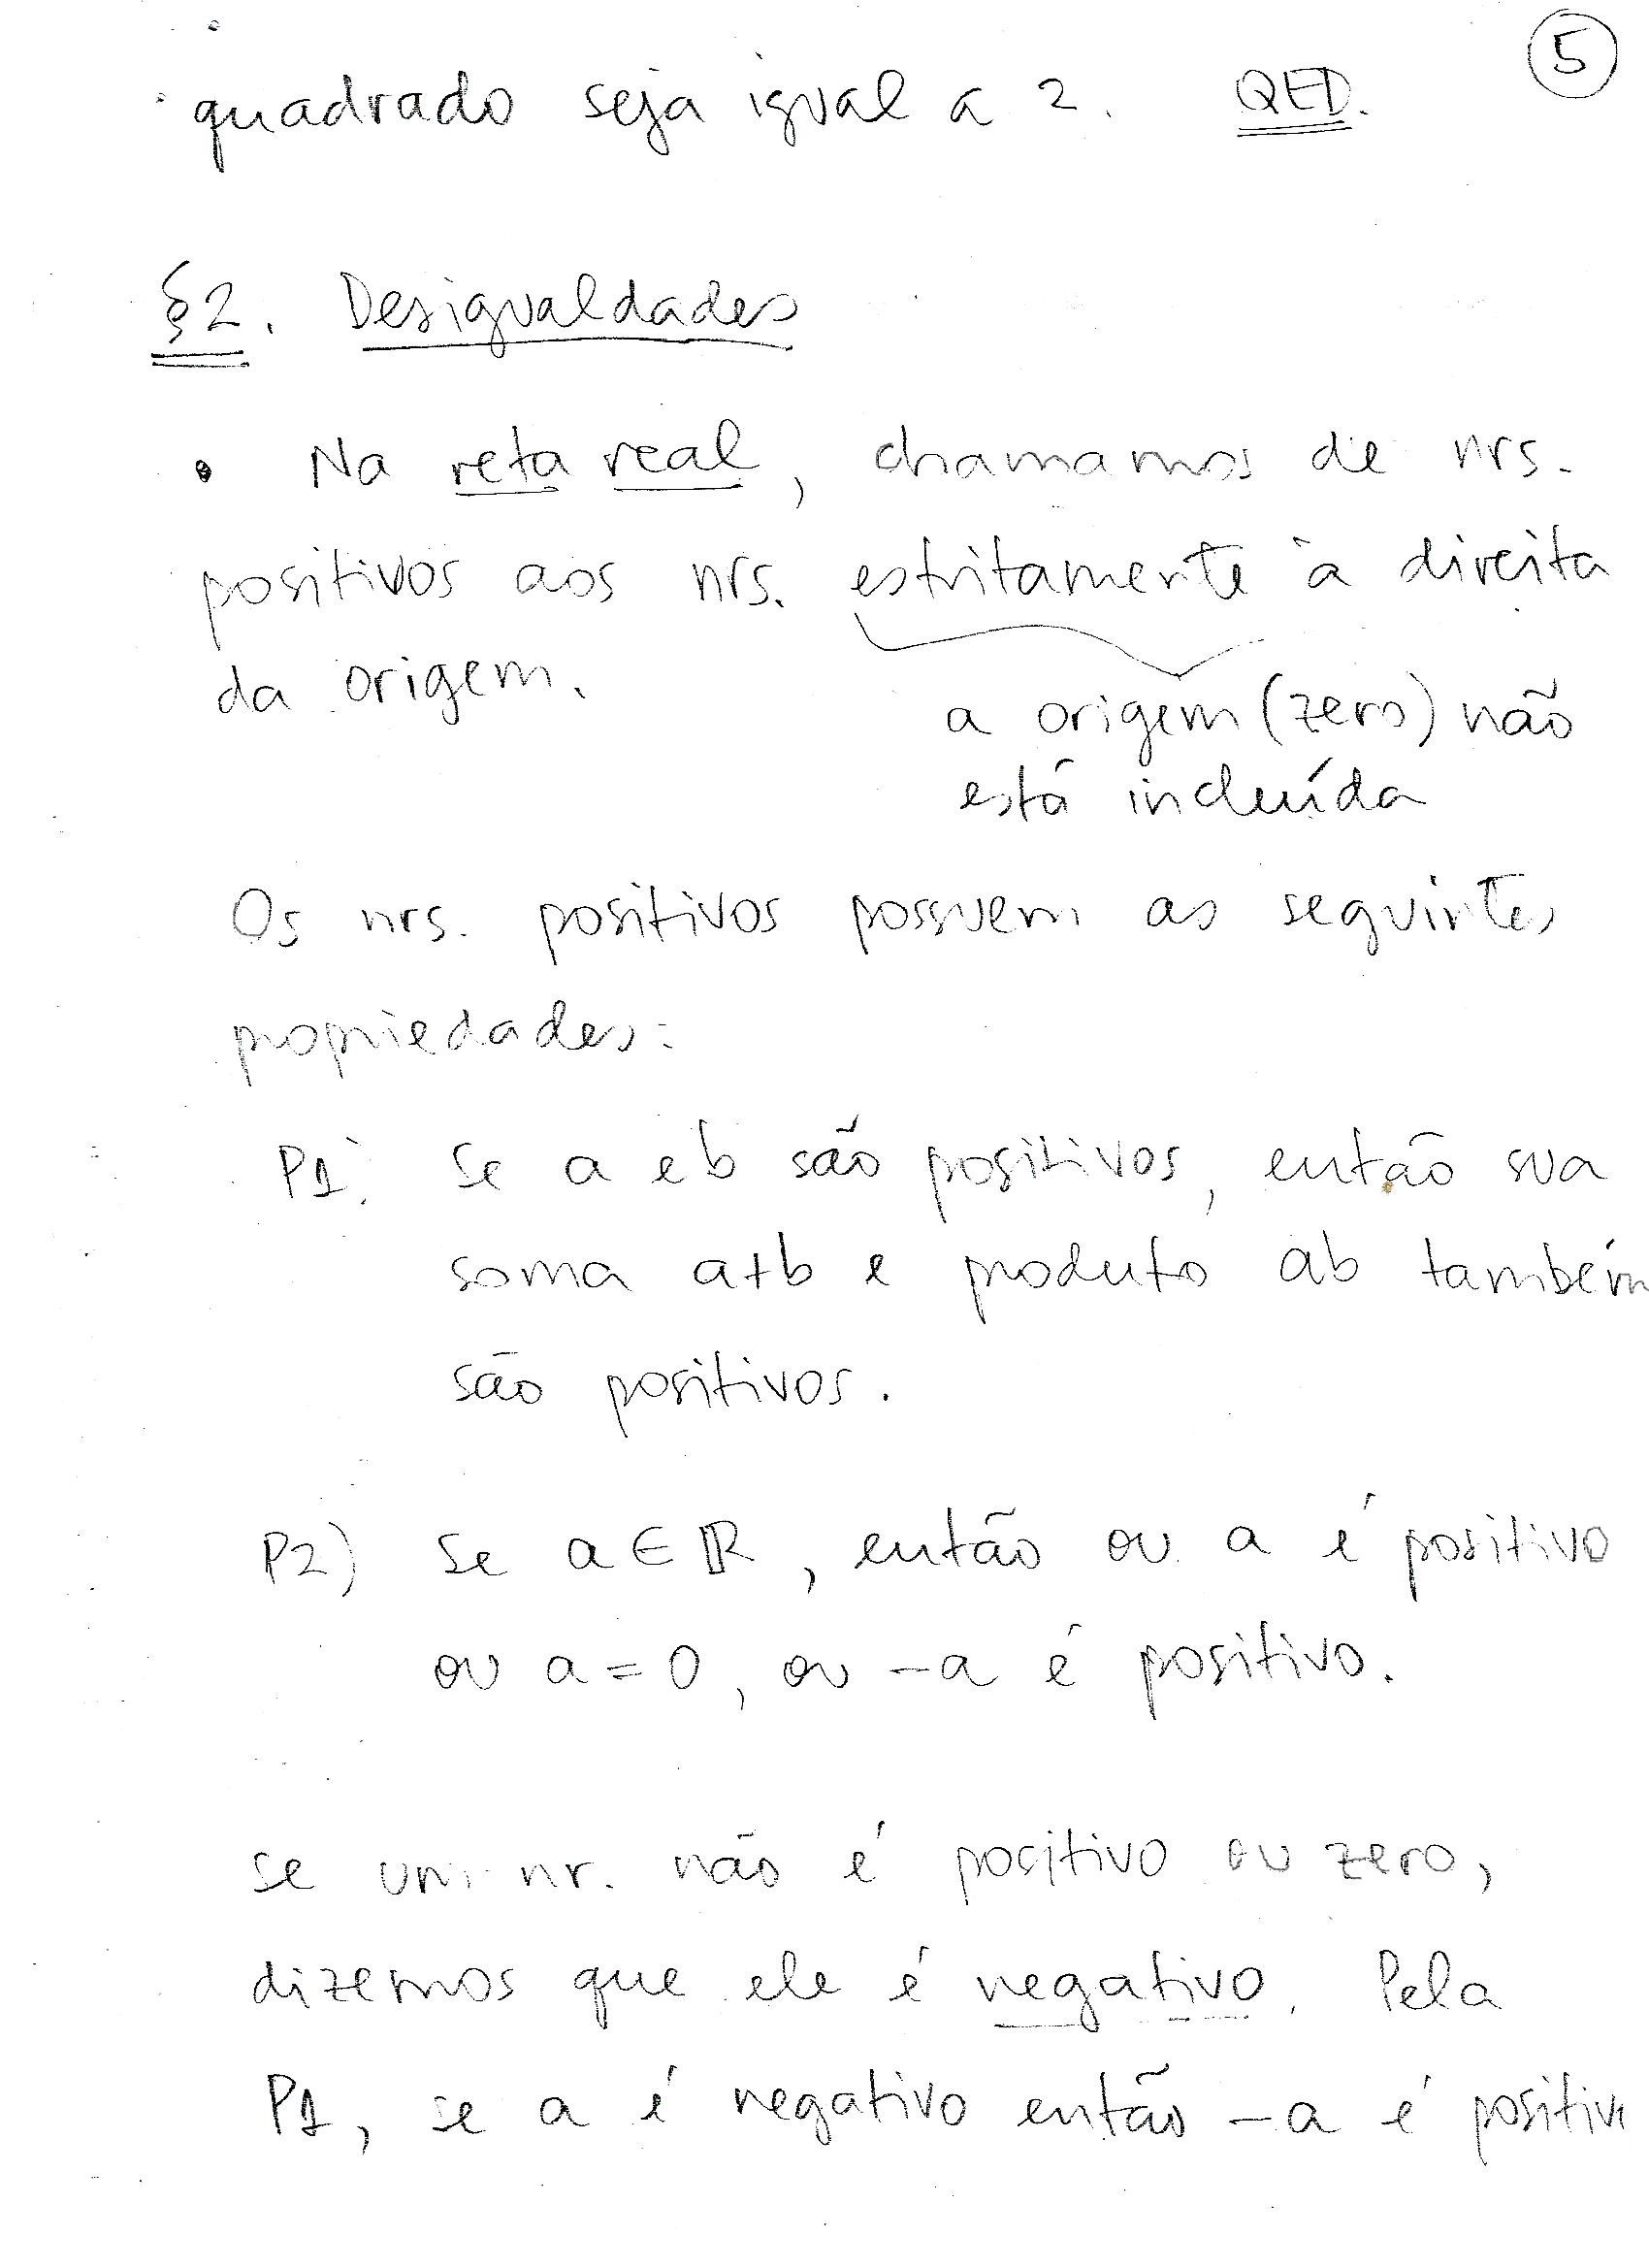 5
quadrado seja igual a 2. QED.
§2. Desigualdades
• Na reta real, chamamos de nrs.
positivos aos nrs. estritamente à direita
da origem.
a origem (zero) não
está incluída
Os nrs. positivos possuem as seguintes
propriedades:
P1: Se a e b são positivos, então sua
soma a+b e produto ab também
são positivos.
P2) Se a ∈ ℝ, então ou a é positivo
ou a = 0, ou -a é positivo.
Se um nr. não é positivo ou zero,
dizemos que ele é negativo. Pela
P1, se a é negativo então -a é positiv